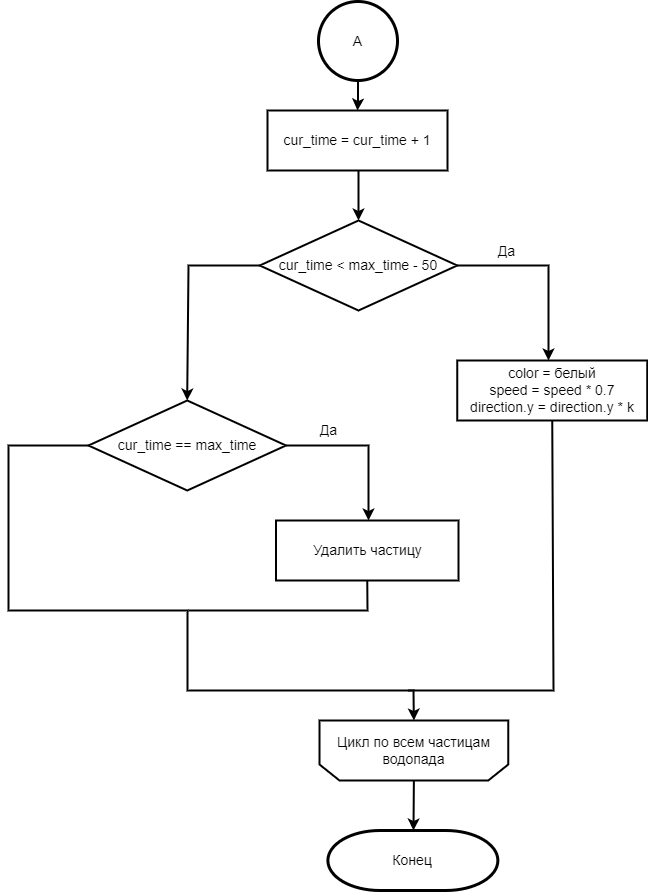 A
cur_time = cur_time + 1
cur_time < max_time - 50
Да
color = белый
speed = speed * 0.7
direction.y = direction.y * k
cur_time == max_time
Да
Удалить частицу
Цикл по всем частицам
водопада
Конец